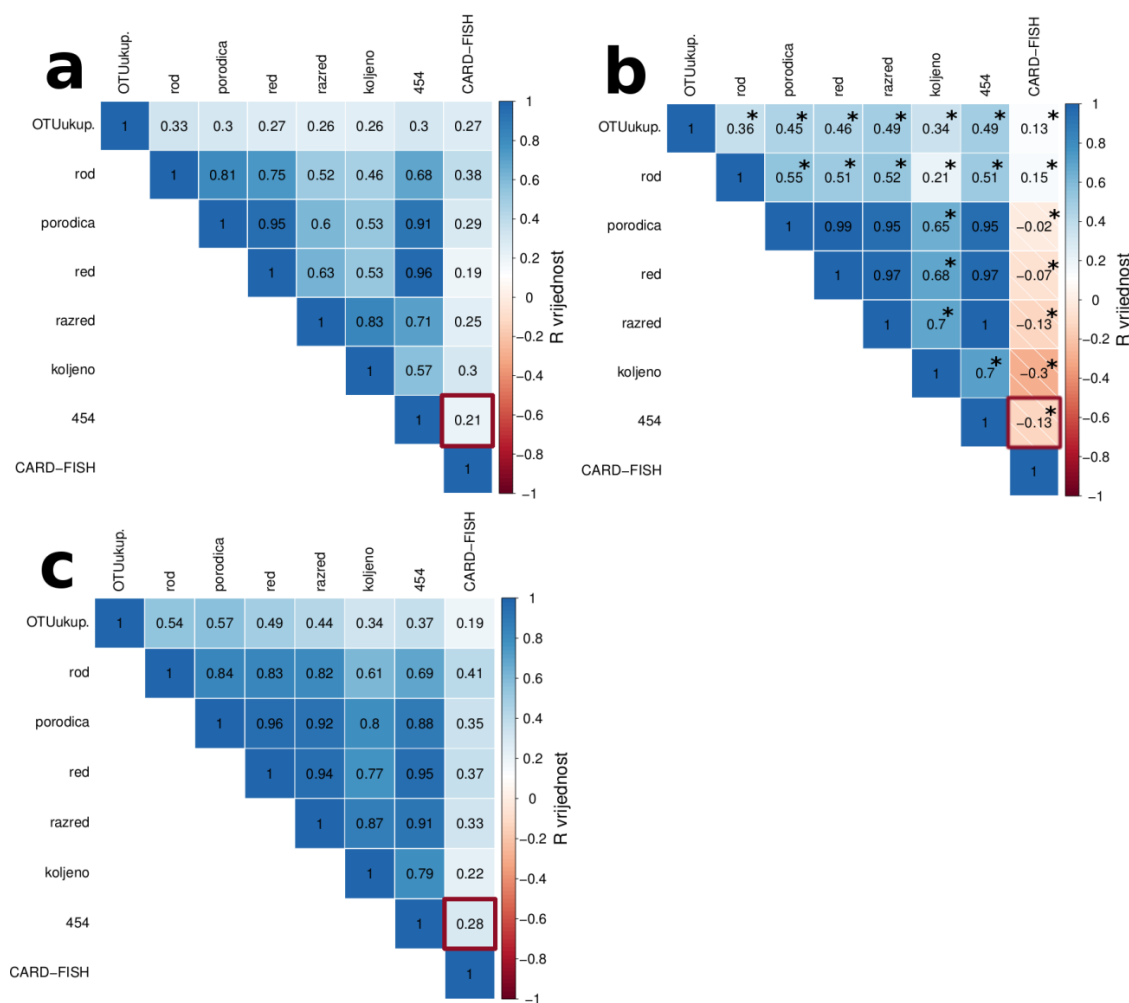 a
OTUukup. rod porodica red razred koljeno 454 CARD–FISH
OTUukup. 1 0.33 0.3 0.27 0.26 0.26 0.3 0.27
rod 1 0.81 0.75 0.52 0.46 0.68 0.38
porodica 1 0.95 0.6 0.53 0.91 0.29
red 1 0.63 0.53 0.96 0.19
razred 1 0.83 0.71 0.25
koljeno 1 0.57 0.3
454 1 0.21
CARD–FISH 1
1
0.8
0.6
0.4
0.2
0
−0.2
−0.4
−0.6
−0.8
−1
R vrijednost
b
OTUukup. rod porodica red razred koljeno 454 CARD–FISH
OTUukup. 1 0.36* 0.45* 0.46* 0.49* 0.34* 0.49* 0.13*
rod 1 0.55* 0.51* 0.52* 0.21* 0.51* 0.15*
porodica 1 0.99 0.95 0.65* 0.95 −0.02*
red 1 0.97 0.68* 0.97 −0.07*
razred 1 0.7* 1 −0.13*
koljeno 1 0.7* −0.3*
454 1 −0.13*
CARD–FISH 1
1
0.8
0.6
0.4
0.2
0
−0.2
−0.4
−0.6
−0.8
−1
R vrijednost
c
OTUukup. rod porodica red razred koljeno 454 CARD–FISH
OTUukup. 1 0.54 0.57 0.49 0.44 0.34 0.37 0.19
rod 1 0.84 0.83 0.82 0.61 0.69 0.41
porodica 1 0.96 0.92 0.8 0.88 0.35
red 1 0.94 0.77 0.95 0.37
razred 1 0.87 0.91 0.33
koljeno 1 0.79 0.22
454 1 0.28
CARD–FISH 1
1
0.8
0.6
0.4
0.2
0
−0.2
−0.4
−0.6
−0.8
−1
R vrijednost